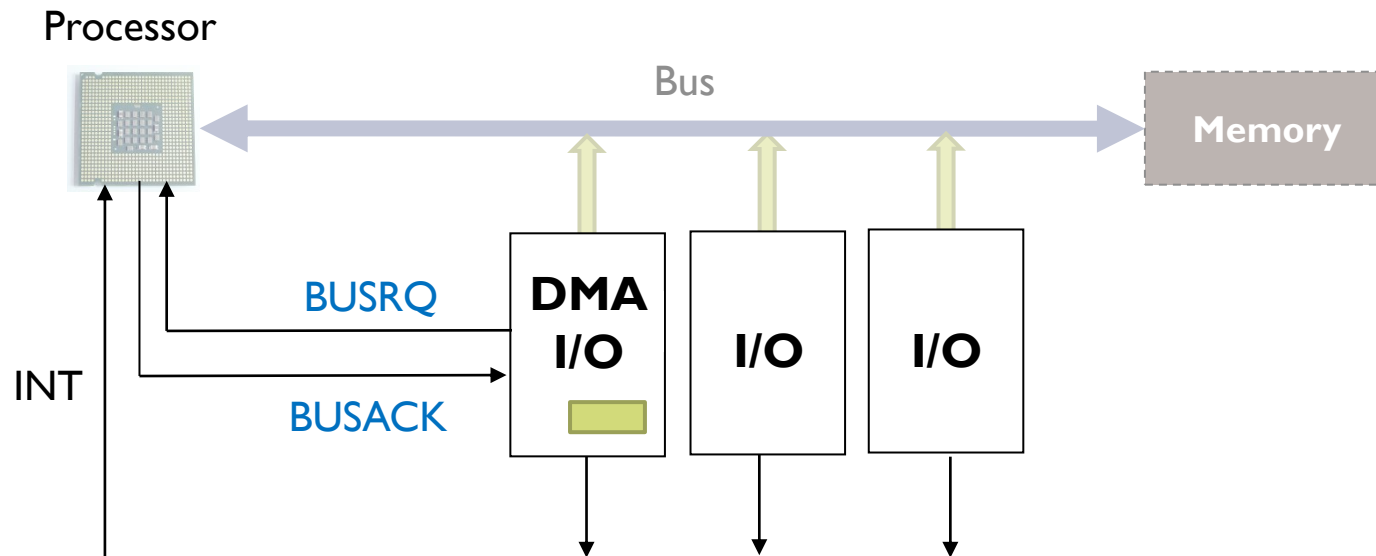 Processor
Bus
Memory
BUSRQ
DMA
I/O
I/O
I/O
INT
BUSACK